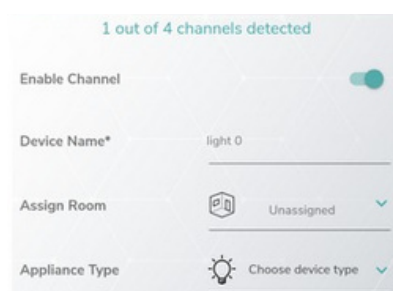 1 out of 4 channels detected
Enable Channel
Device Name* light 0
Assign Room Unassigned
Appliance Type Choose device type